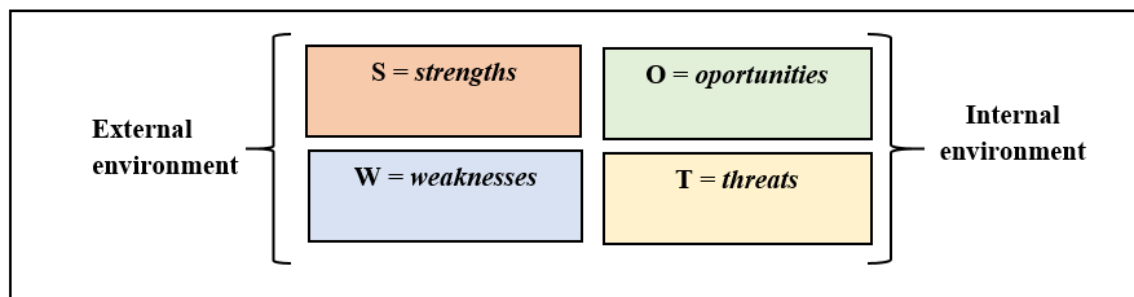 External
environment
S = strengths
W = weaknesses
O = oportunities
T = threats
Internal
environment